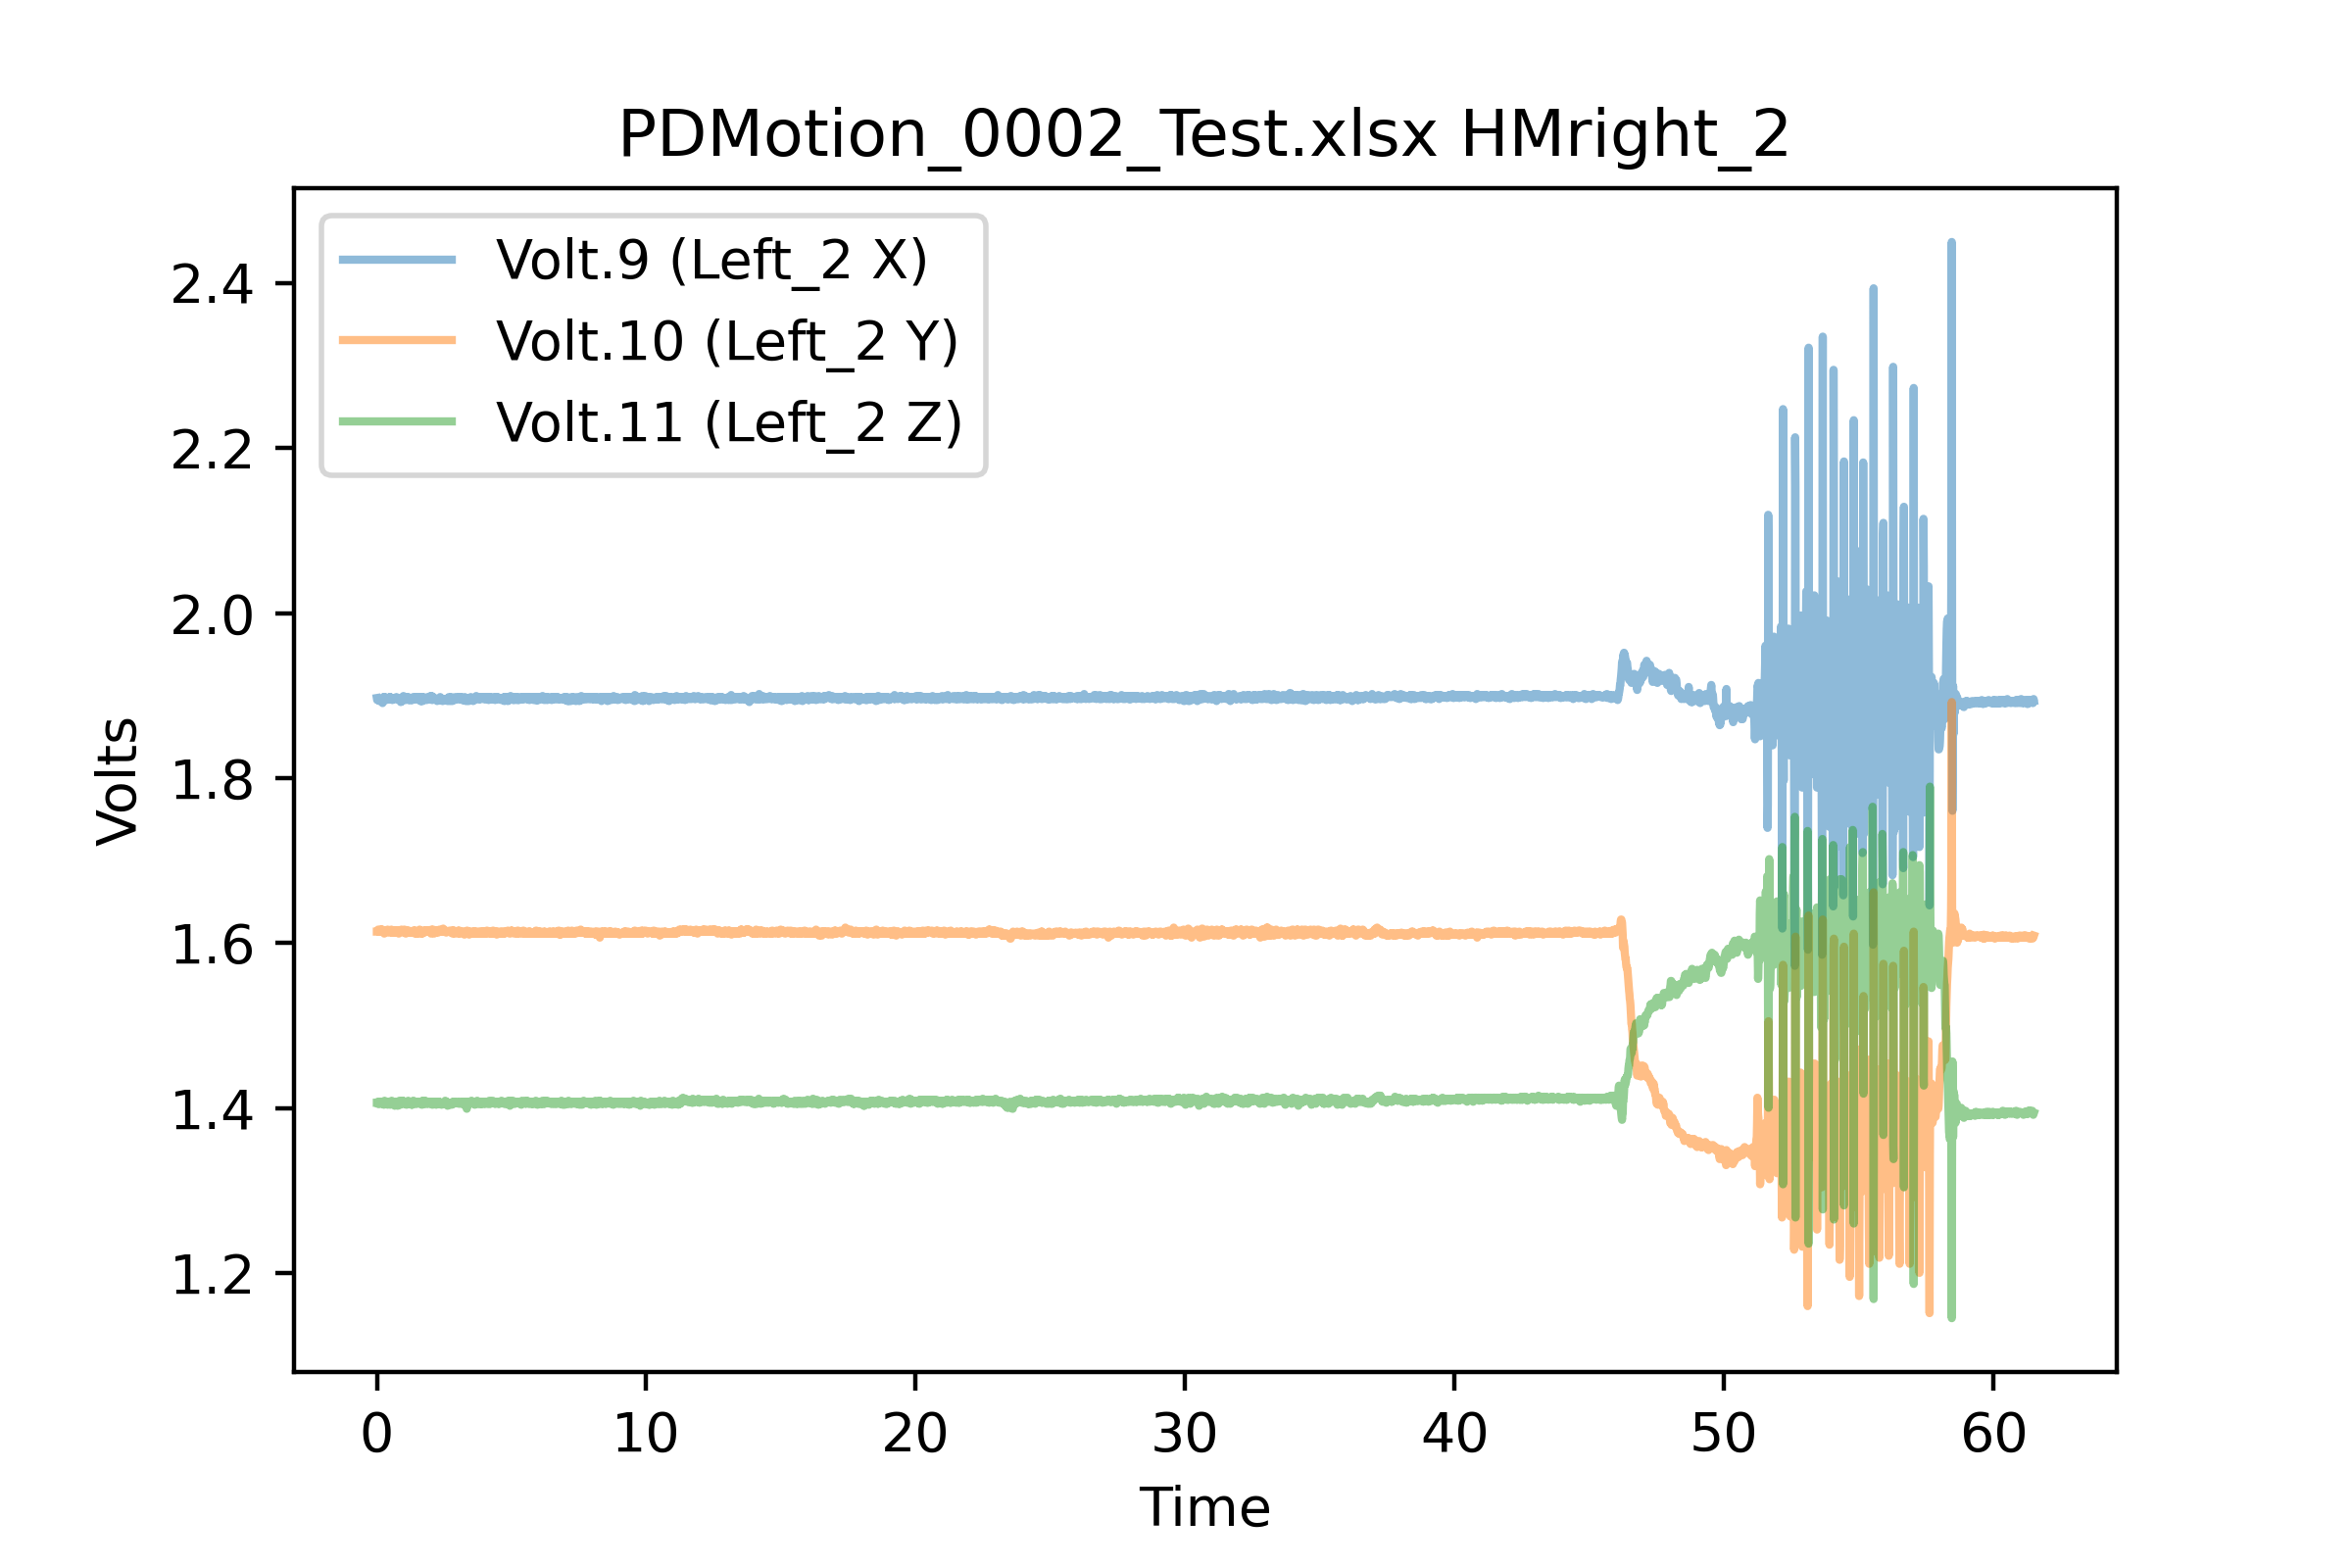 PDMotion_0002_Test.xlsx HMright_2
Volt.9 (Left_2 X)
Volt.10 (Left_2 Y)
Volt.11 (Left_2 Z)
2.4
2.2
2.0
1.8
1.6
1.4
1.2
Volts
0 10 20 30 40 50 60
Time